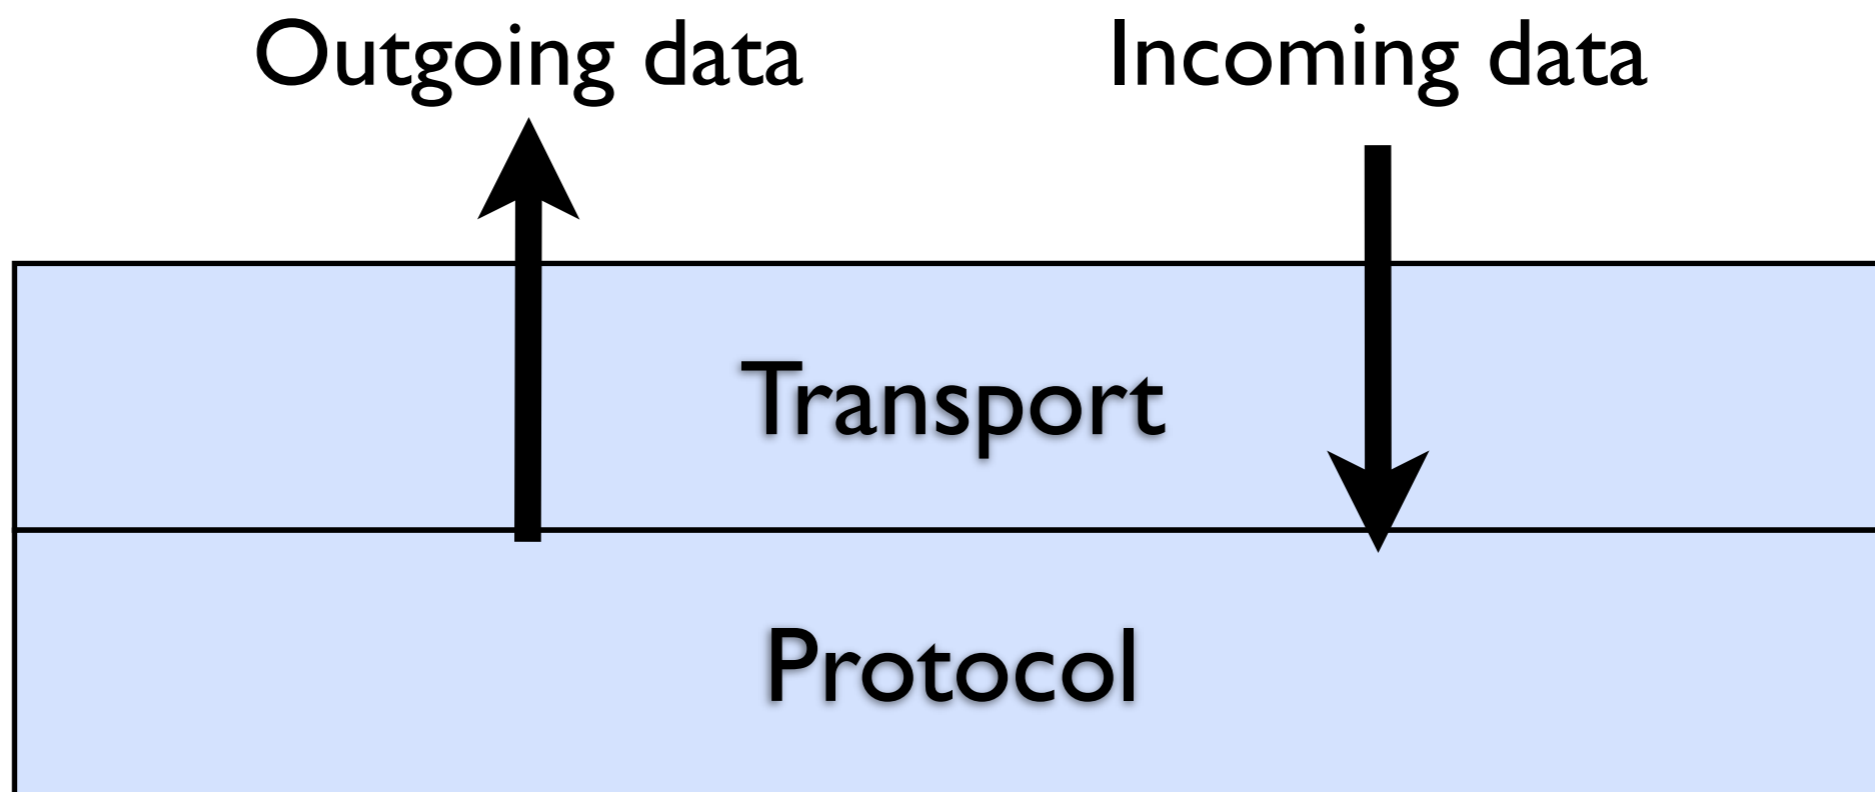 Outgoing data
Incoming data
Transport
Protocol